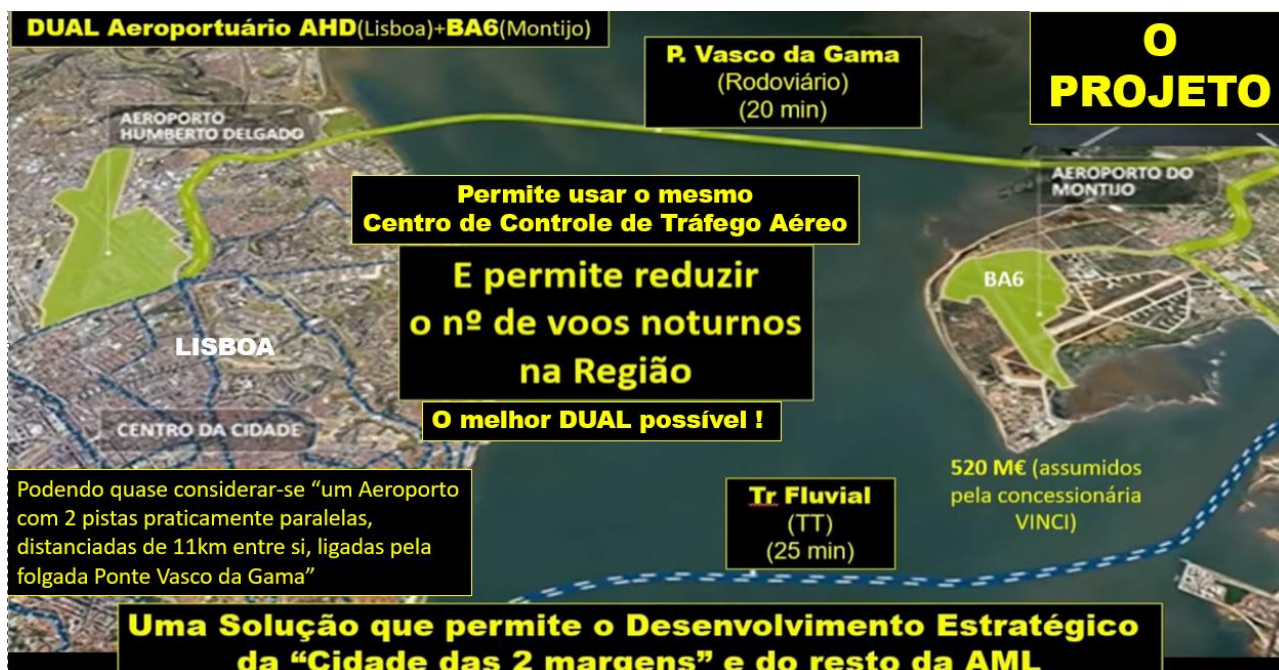 DUAL Aeroportuário AHD(Lisboa)+BA6(Montijo)
O
PROJETO
P. Vasco da Gama
(Rodoviário)
(20 min)
AEROPORTO
HUMBERTO DELGADO
AEROPORTO DO
MONTIJO
Permite usar o mesmo
Centro de Controle de Tráfego Aéreo
E permite reduzir
o nº de voos noturnos
na Região
BA6
LISBOA
O melhor DUAL possível !
CENTRO DA CIDADE
520 M€ (assumidos
pela concessionária
VINCI)
Podendo quase considerar-se “um Aeroporto
com 2 pistas praticamente paralelas,
distanciadas de 11km entre si, ligadas pela
folgada Ponte Vasco da Gama”
Tr Fluvial
(TT)
(25 min)
Uma Solução que permite o Desenvolvimento Estratégico
da “Cidade das 2 margens” e do resto da AML